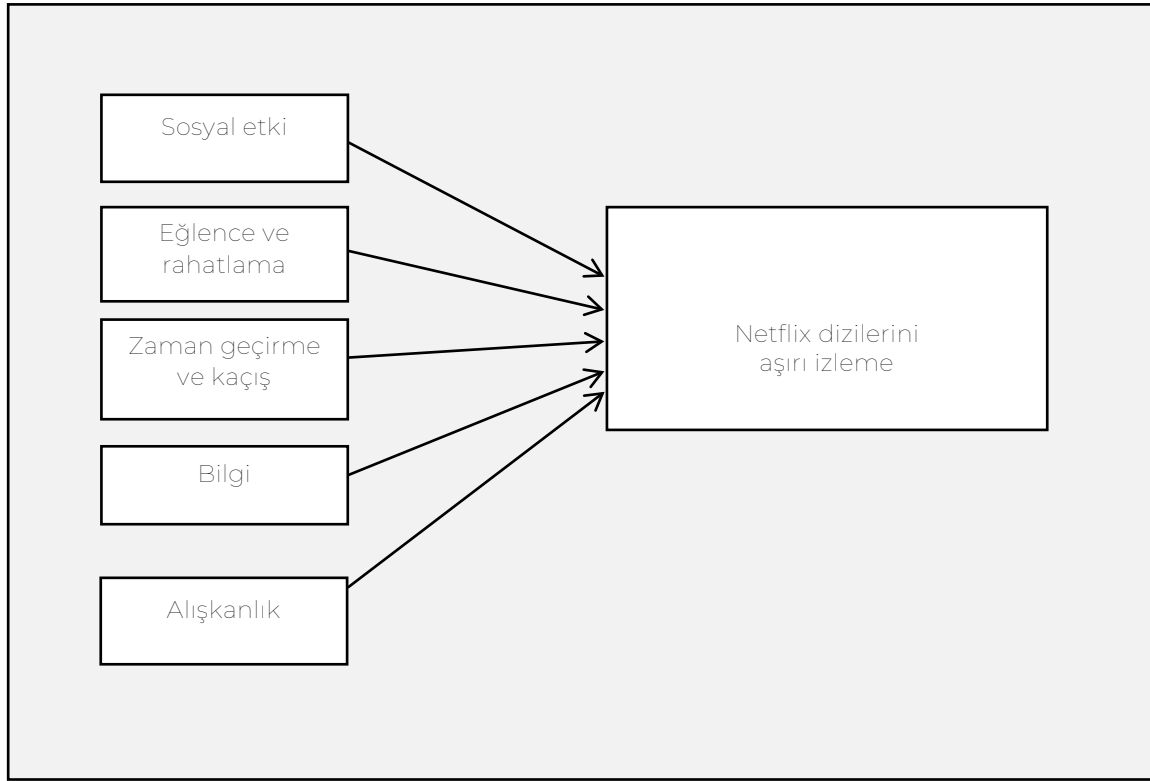 Sosyal etki
Eğlence ve
rahatlama
Zaman geçirme
ve kaçış
Bilgi
Alışkanlık
Netflix dizilerini
aşırı izleme